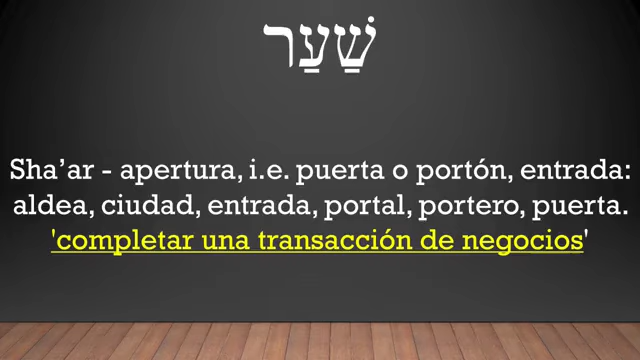 שַׁעַר
Sha’ar - apertura, i.e. puerta o portón, entrada:
aldea, ciudad, entrada, portal, portero, puerta.
'completar una transacción de negocios'